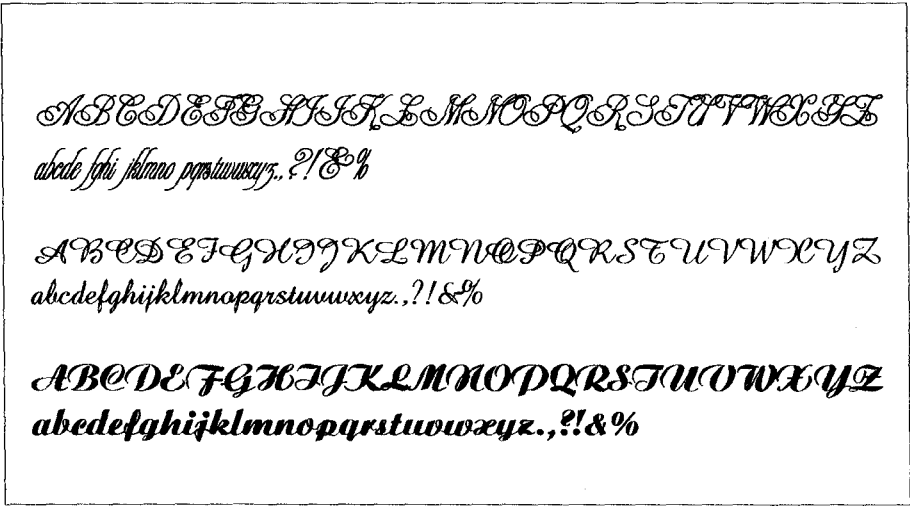 ABCDEFGHIJKLMNOPQRSTUVWXYZ
abcde fghi jklmno pqrstuvwxyz.,?!&%
ABCDEFGHIJKLMNOPQRSTUVWXYZ
abcdefghijklmnopqrstuvwxyz.,?!&%
ABCDEFGHIJKLMNOPQRSTUVWXYZ
abcdefghijklmnopqrstuvwxyz.,?!&%